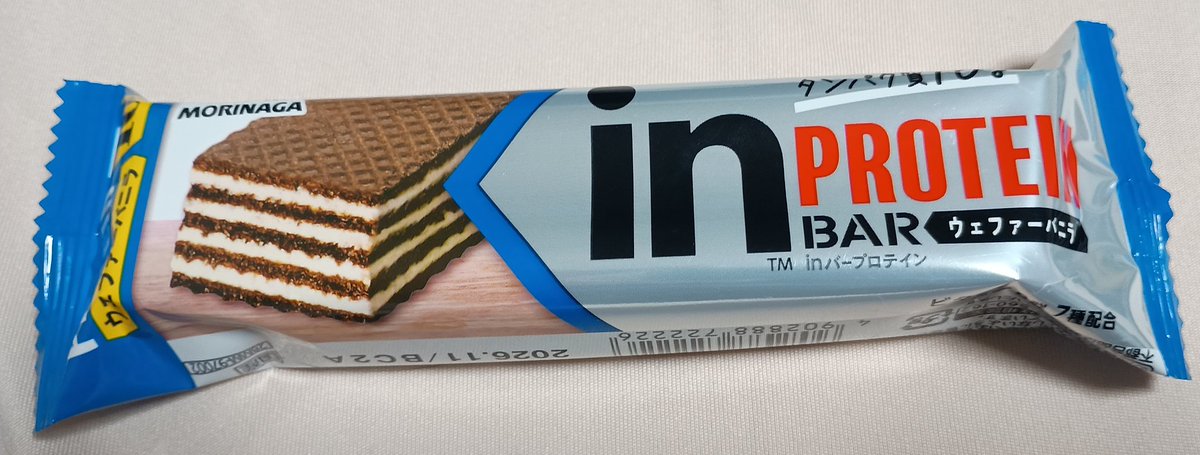 MORINAGA
ウェファーバニラ
タンパク質10g
in PROTEIN
BAR ウェファーバニラ
TM inバープロテイン
7種配合
4 902888 722226
2026.11/BC2A